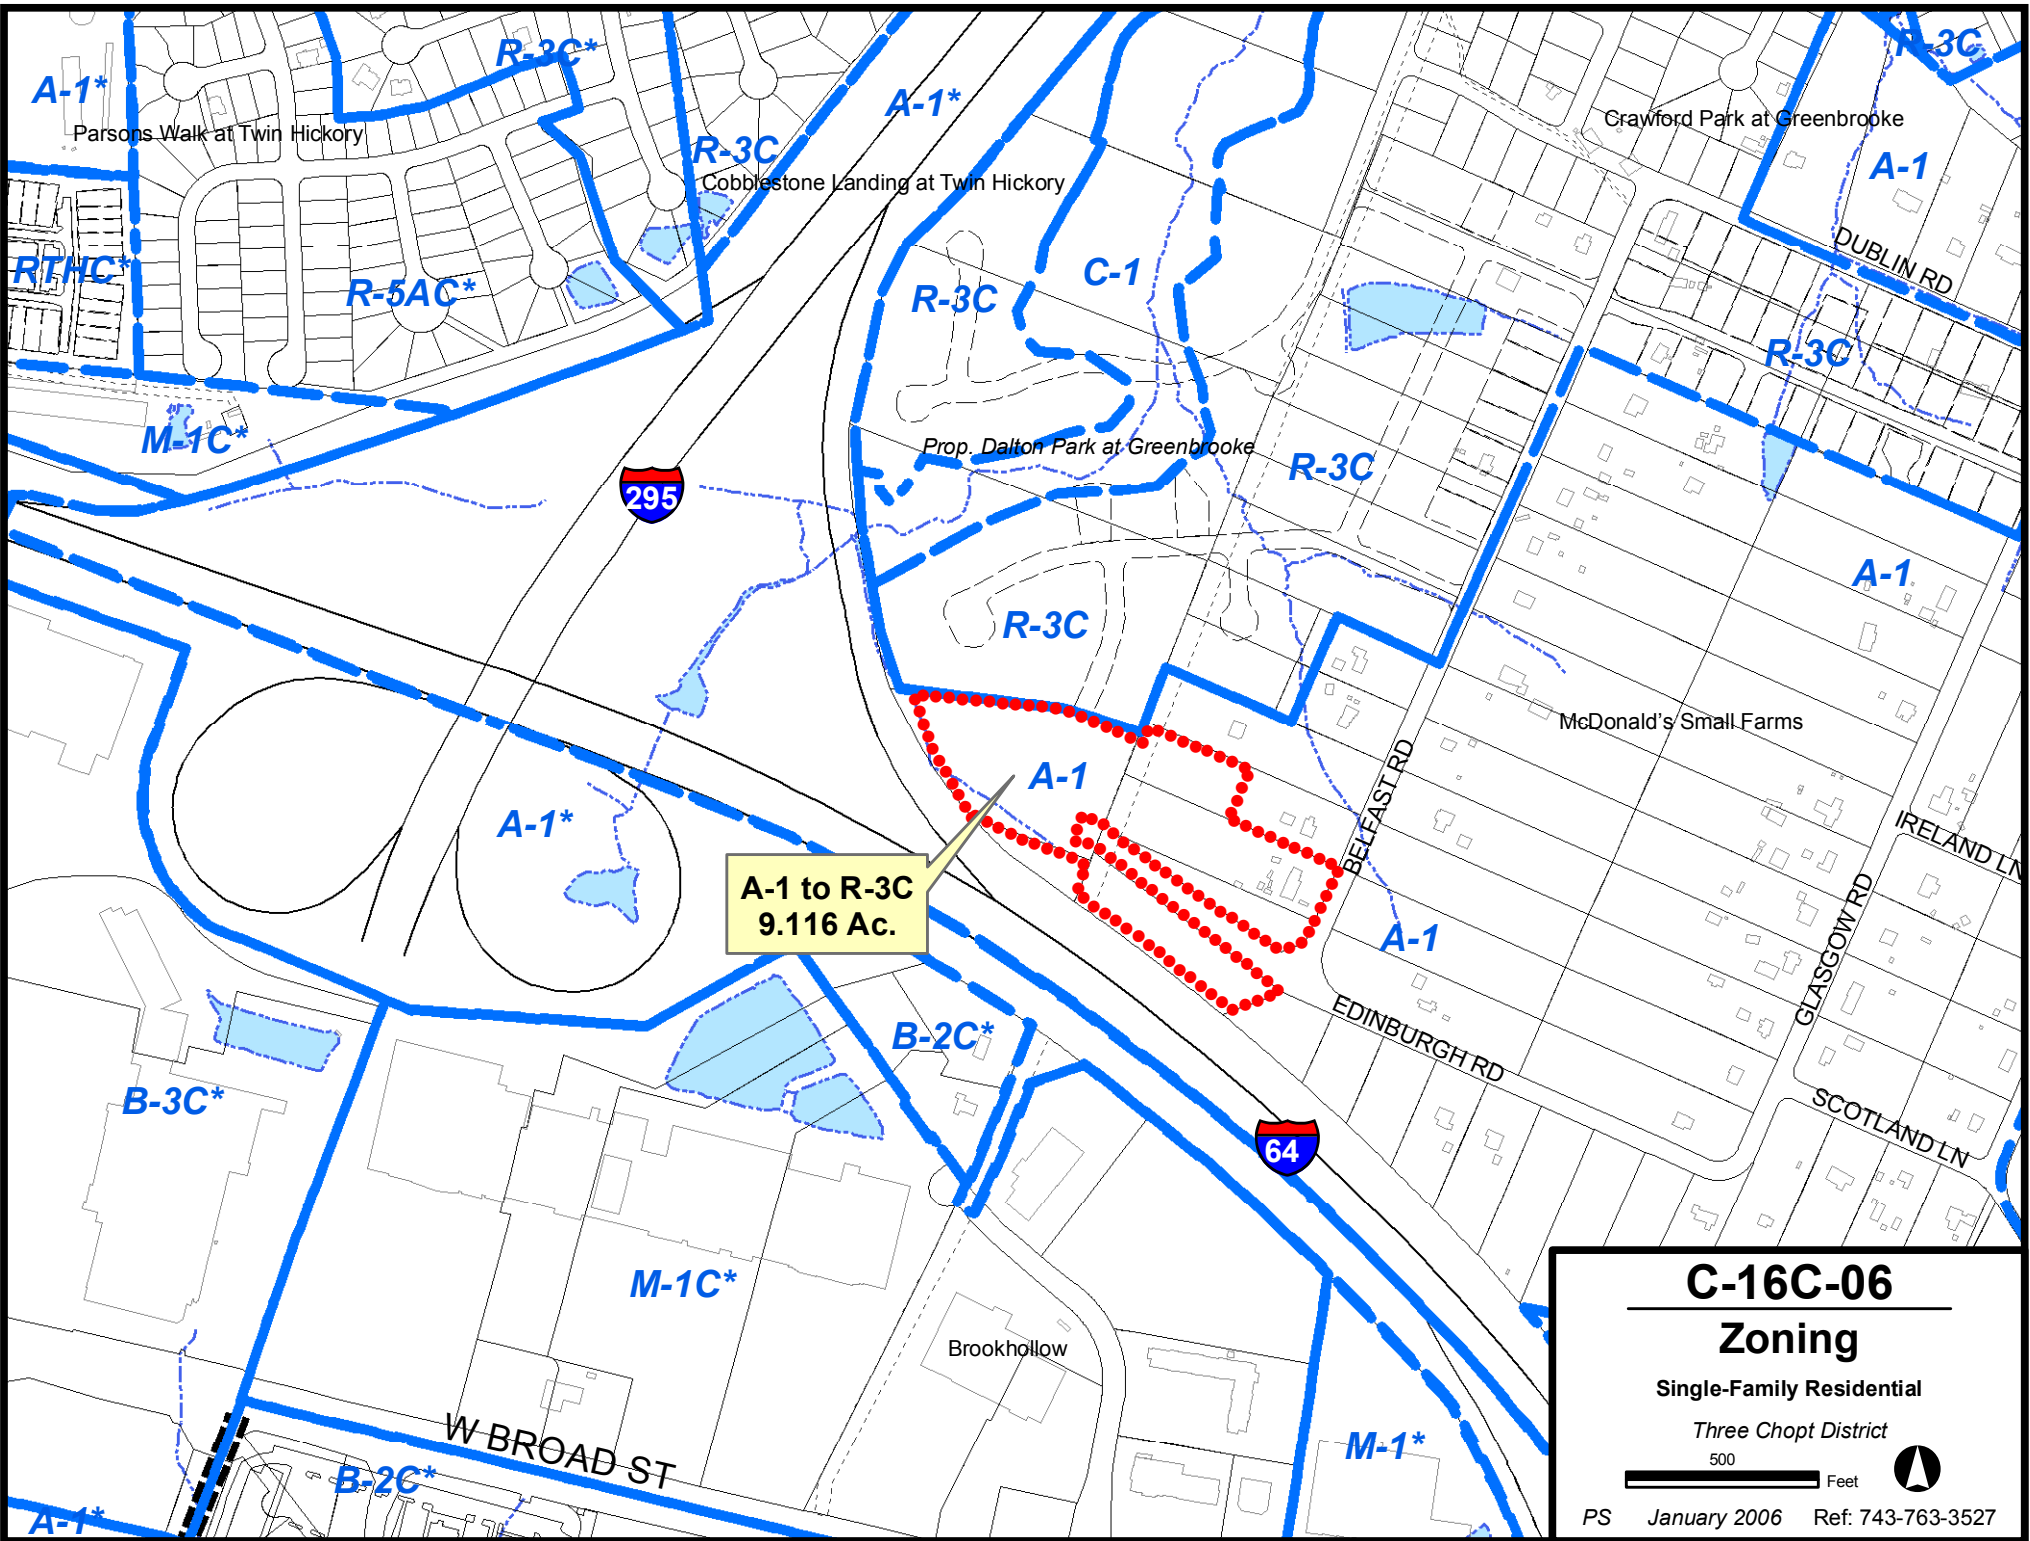 R-3C*
R-3C
A-1*
A-1*
Parsons Walk at Twin Hickory
Crawford Park at Greenbrooke
R-3C
A-1
Cobblestone Landing at Twin Hickory
DUBLIN RD
RTHC*
R-5AC*
R-3C
C-1
R-3C
M-1C*
Prop. Dalton Park at Greenbrooke
R-3C
295
A-1
R-3C
McDonald's Small Farms
A-1
BELFAST RD
A-1*
IRELAND LN
A-1 to R-3C
9.116 Ac.
GLASGOW RD
A-1
EDINBURGH RD
B-2C*
B-3C*
SCOTLAND LN
64
M-1C*
Brookhollow
W BROAD ST
M-1*
B-2C*
A-1*
C-16C-06
Zoning
Single-Family Residential
Three Chopt District
500
Feet
PS January 2006 Ref: 743-763-3527